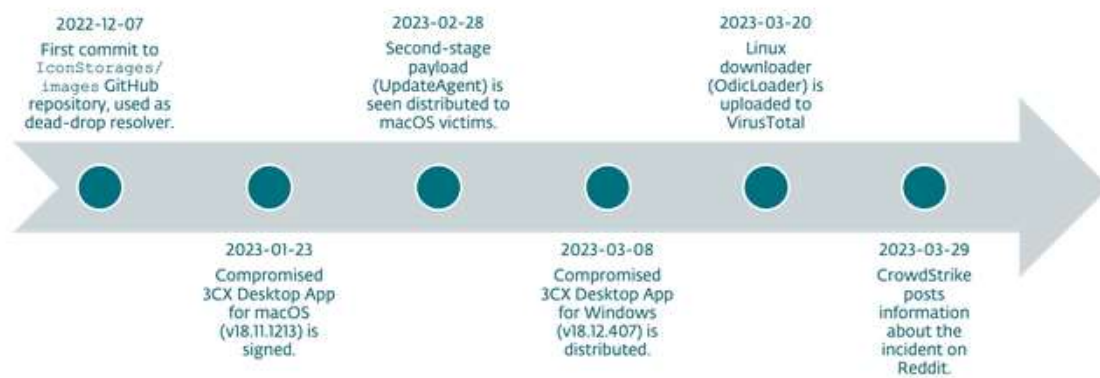 2022-12-07
First commit to
IconStorages/
images GitHub
repository, used as
dead-drop resolver.
2023-01-23
Compromised
3CX Desktop App
for macOS
(v18.11.1213) is
signed.
2023-02-28
Second-stage
payload
(UpdateAgent) is
seen distributed to
macOS victims.
2023-03-08
Compromised
3CX Desktop App
for Windows
(v18.12.407) is
distributed.
2023-03-20
Linux
downloader
(OdicLoader) is
uploaded to
VirusTotal
2023-03-29
CrowdStrike
posts
information
about the
incident on
Reddit.